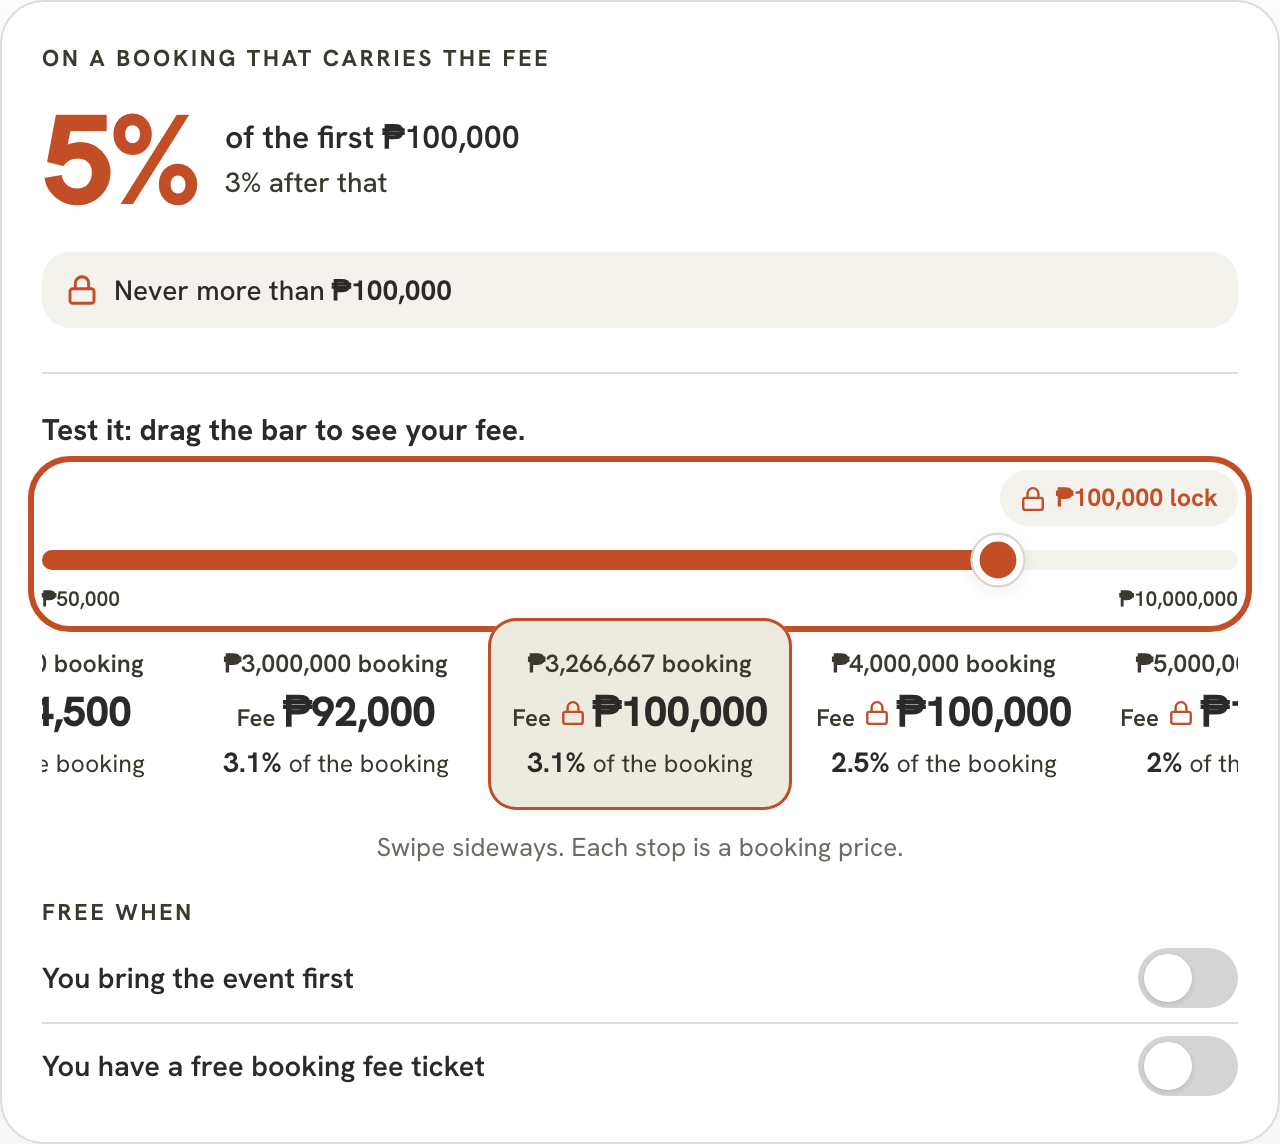 ON A BOOKING THAT CARRIES THE FEE
5%
of the first ₱100,000
3% after that
Never more than ₱100,000
Test it: drag the bar to see your fee.
₱100,000 lock
₱50,000
₱10,000,000
booking
₱3,000,000 booking
₱3,266,667 booking
₱4,000,000 booking
4,500
Fee ₱92,000
Fee ₱100,000
Fee ₱100,000
Fee
booking
3.1% of the booking
3.1% of the booking
2.5% of the booking
2% of
Swipe sideways. Each stop is a booking price.
FREE WHEN
You bring the event first
You have a free booking fee ticket